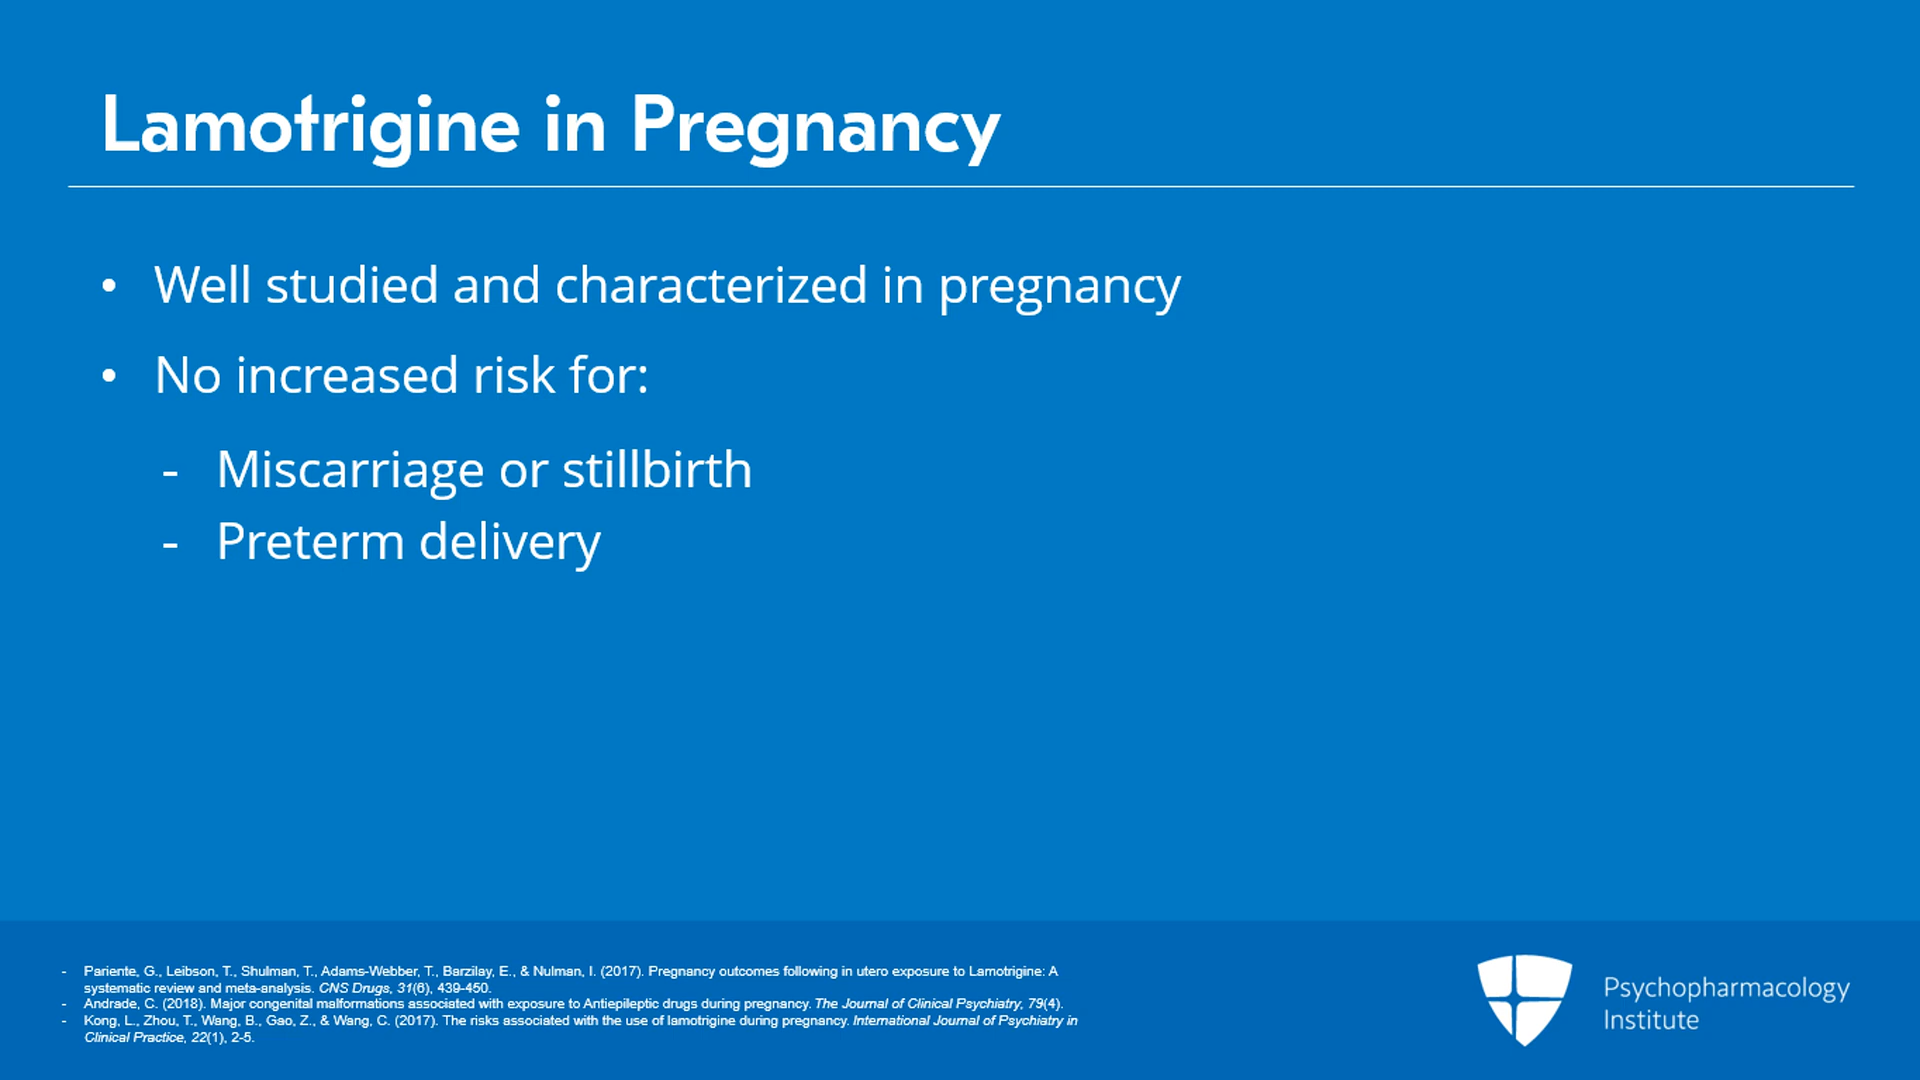 Lamotrigine in Pregnancy
• Well studied and characterized in pregnancy
• No increased risk for:
- Miscarriage or stillbirth
- Preterm delivery
- Pariente, G., Leibson, T., Shulman, T., Adams-Webber, T., Barzilay, E., & Nulman, I. (2017). Pregnancy outcomes following in utero exposure to Lamotrigine: A
systematic review and meta-analysis. CNS Drugs, 31(6), 439-450.
- Andrade, C. (2018). Major congenital malformations associated with exposure to Antiepileptic drugs during pregnancy. The Journal of Clinical Psychiatry, 79(4).
- Kong, L., Zhou, T., Wang, B., Gao, Z., & Wang, C. (2017). The risks associated with the use of lamotrigine during pregnancy. International Journal of Psychiatry in
Clinical Practice, 22(1), 2-5.
Psychopharmacology
Institute